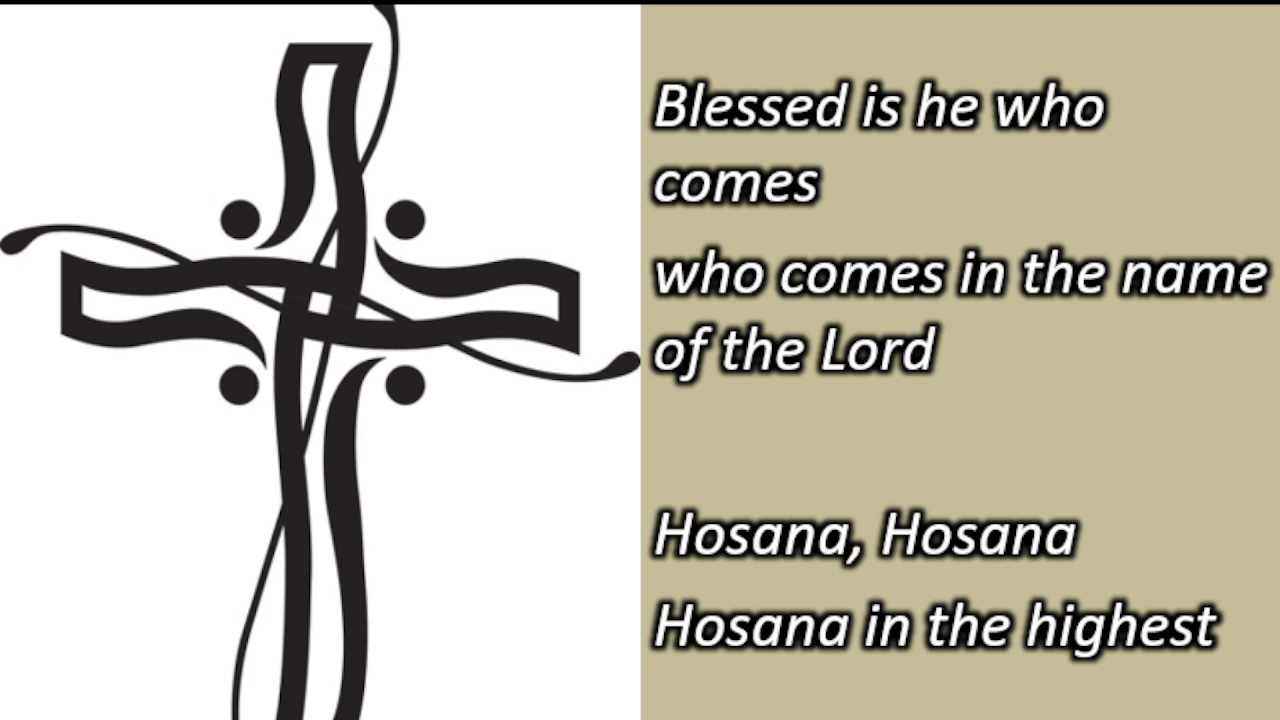 Blessed is he who
comes
who comes in the name
of the Lord
Hosana, Hosana
Hosana in the highest